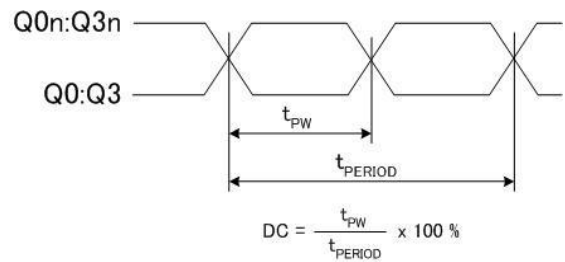 Q0n:Q3n
Q0:Q3
tPW
tPERIOD
DC = tPW / tPERIOD x 100 %